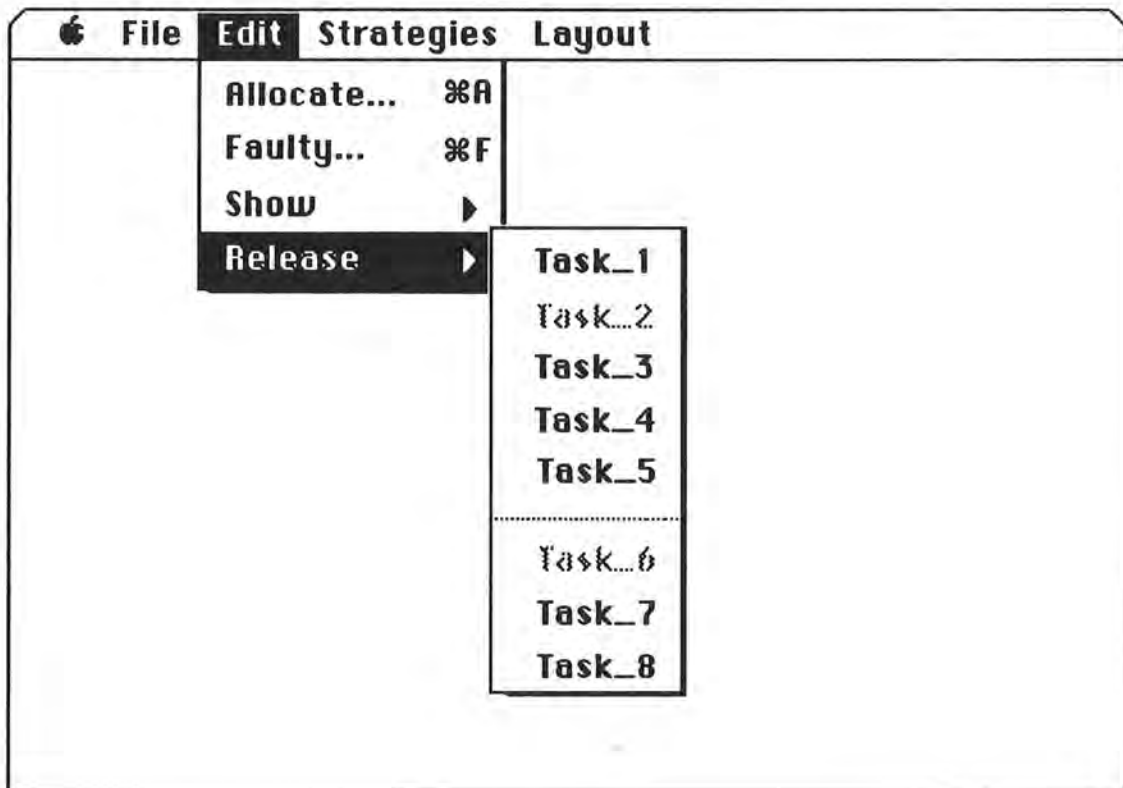 File Edit Strategies Layout
Allocate... ⌘A
Faulty... ⌘F
Show
Release
Task_1
Task_2
Task_3
Task_4
Task_5
Task_6
Task_7
Task_8